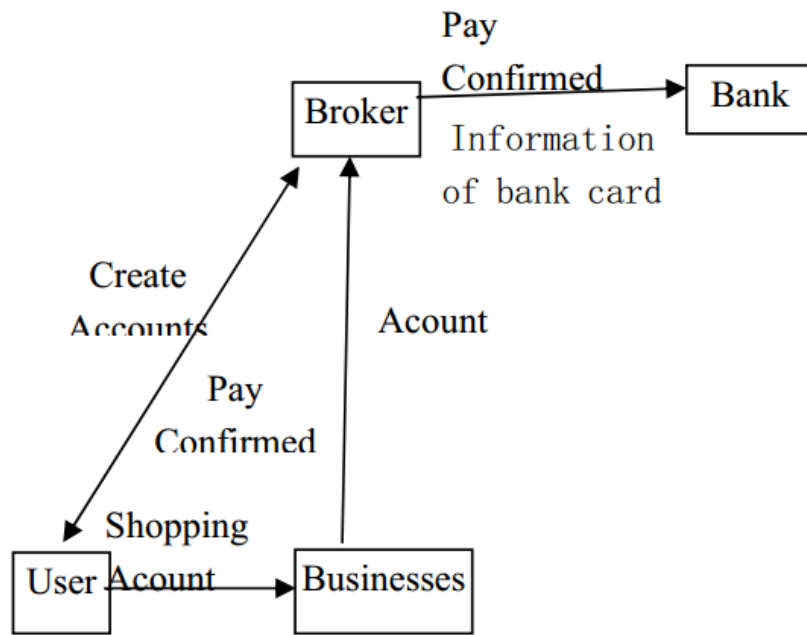 Pay
Confirmed
Broker
Bank
Information
of bank card
Create
Accounts
Acount
Pay
Confirmed
Shopping
Acount
User
Businesses